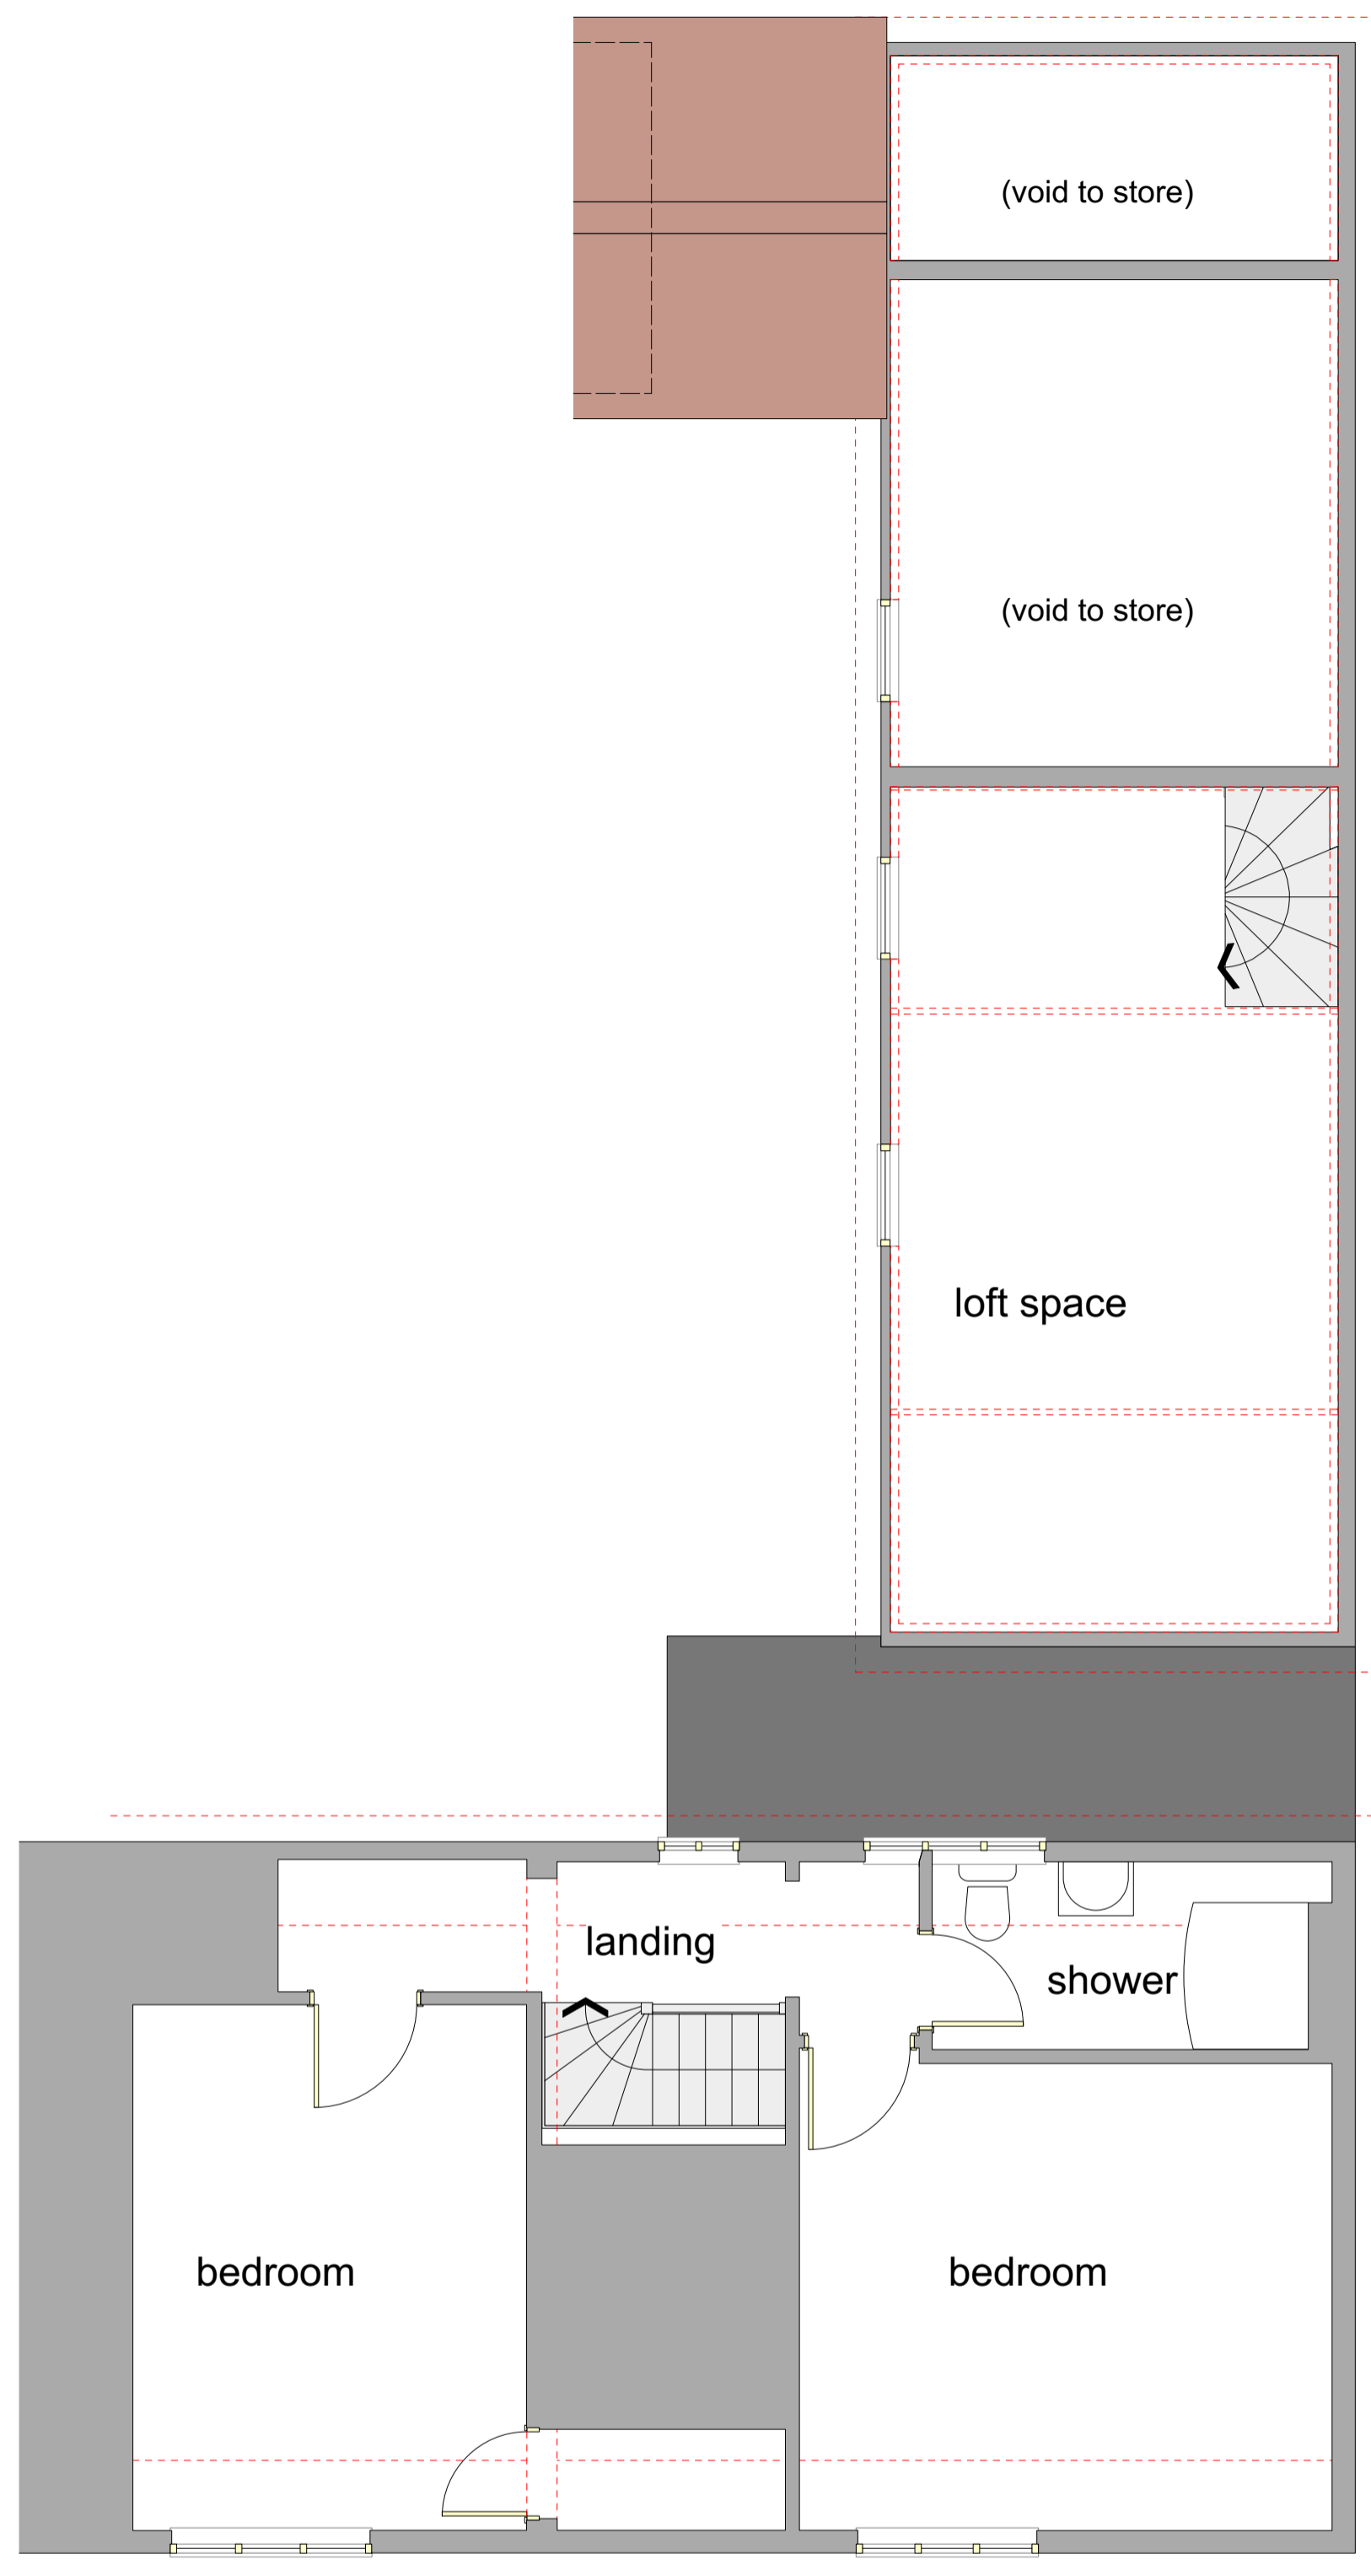 (void to store)
(void to store)
loft space
landing
shower
bedroom
bedroom